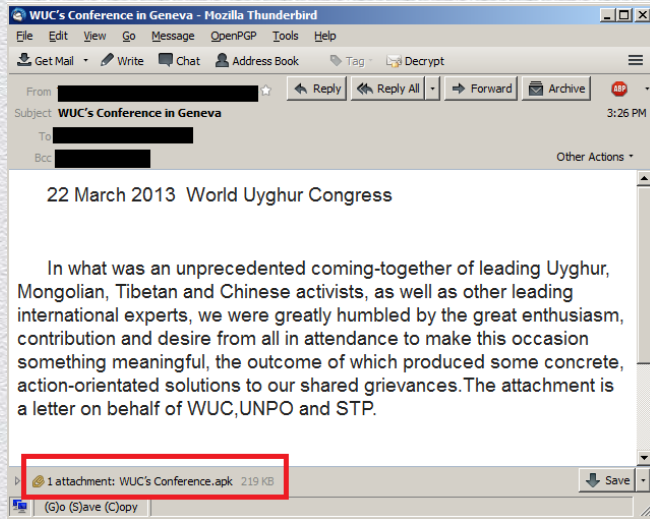 WUC's Conference in Geneva - Mozilla Thunderbird
File Edit View Go Message OpenPGP Tools Help
Get Mail Write Chat Address Book Tag Decrypt
From Reply Reply All Forward Archive ABP
Subject WUC's Conference in Geneva 3:26 PM
To
Bcc Other Actions
22 March 2013 World Uyghur Congress
In what was an unprecedented coming-together of leading Uyghur,
Mongolian, Tibetan and Chinese activists, as well as other leading
international experts, we were greatly humbled by the great enthusiasm,
contribution and desire from all in attendance to make this occasion
something meaningful, the outcome of which produced some concrete,
action-orientated solutions to our shared grievances.The attachment is
a letter on behalf of WUC,UNPO and STP.
1 attachment: WUC's Conference.apk 219 KB Save
(G)o (S)ave (C)opy